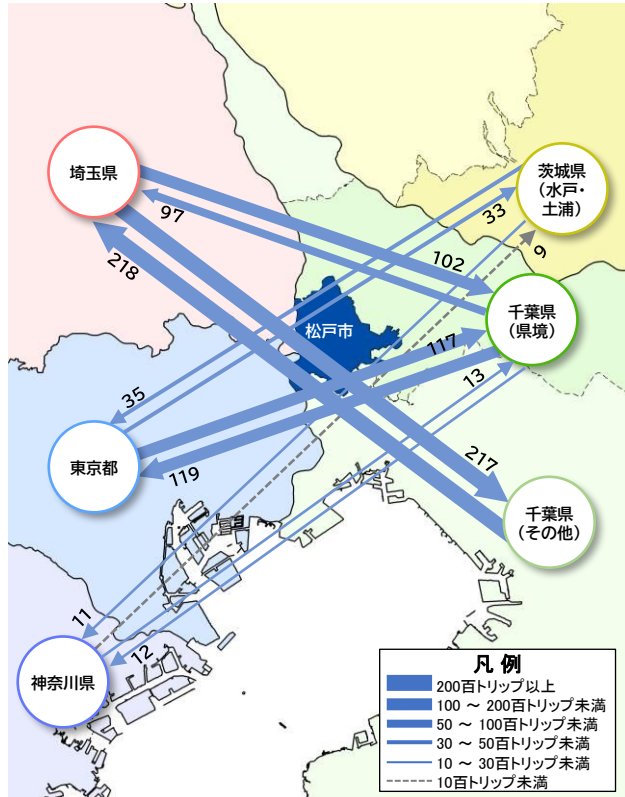 埼玉県
茨城県
(水戸・
土浦)
97
33
218
102
9
千葉県
(県境)
松戸市
117
13
35
東京都
119
217
千葉県
(その他)
11
12
神奈川県
凡例
200百トリップ以上
100 ～ 200百トリップ未満
50 ～ 100百トリップ未満
30 ～ 50百トリップ未満
10 ～ 30百トリップ未満
10百トリップ未満